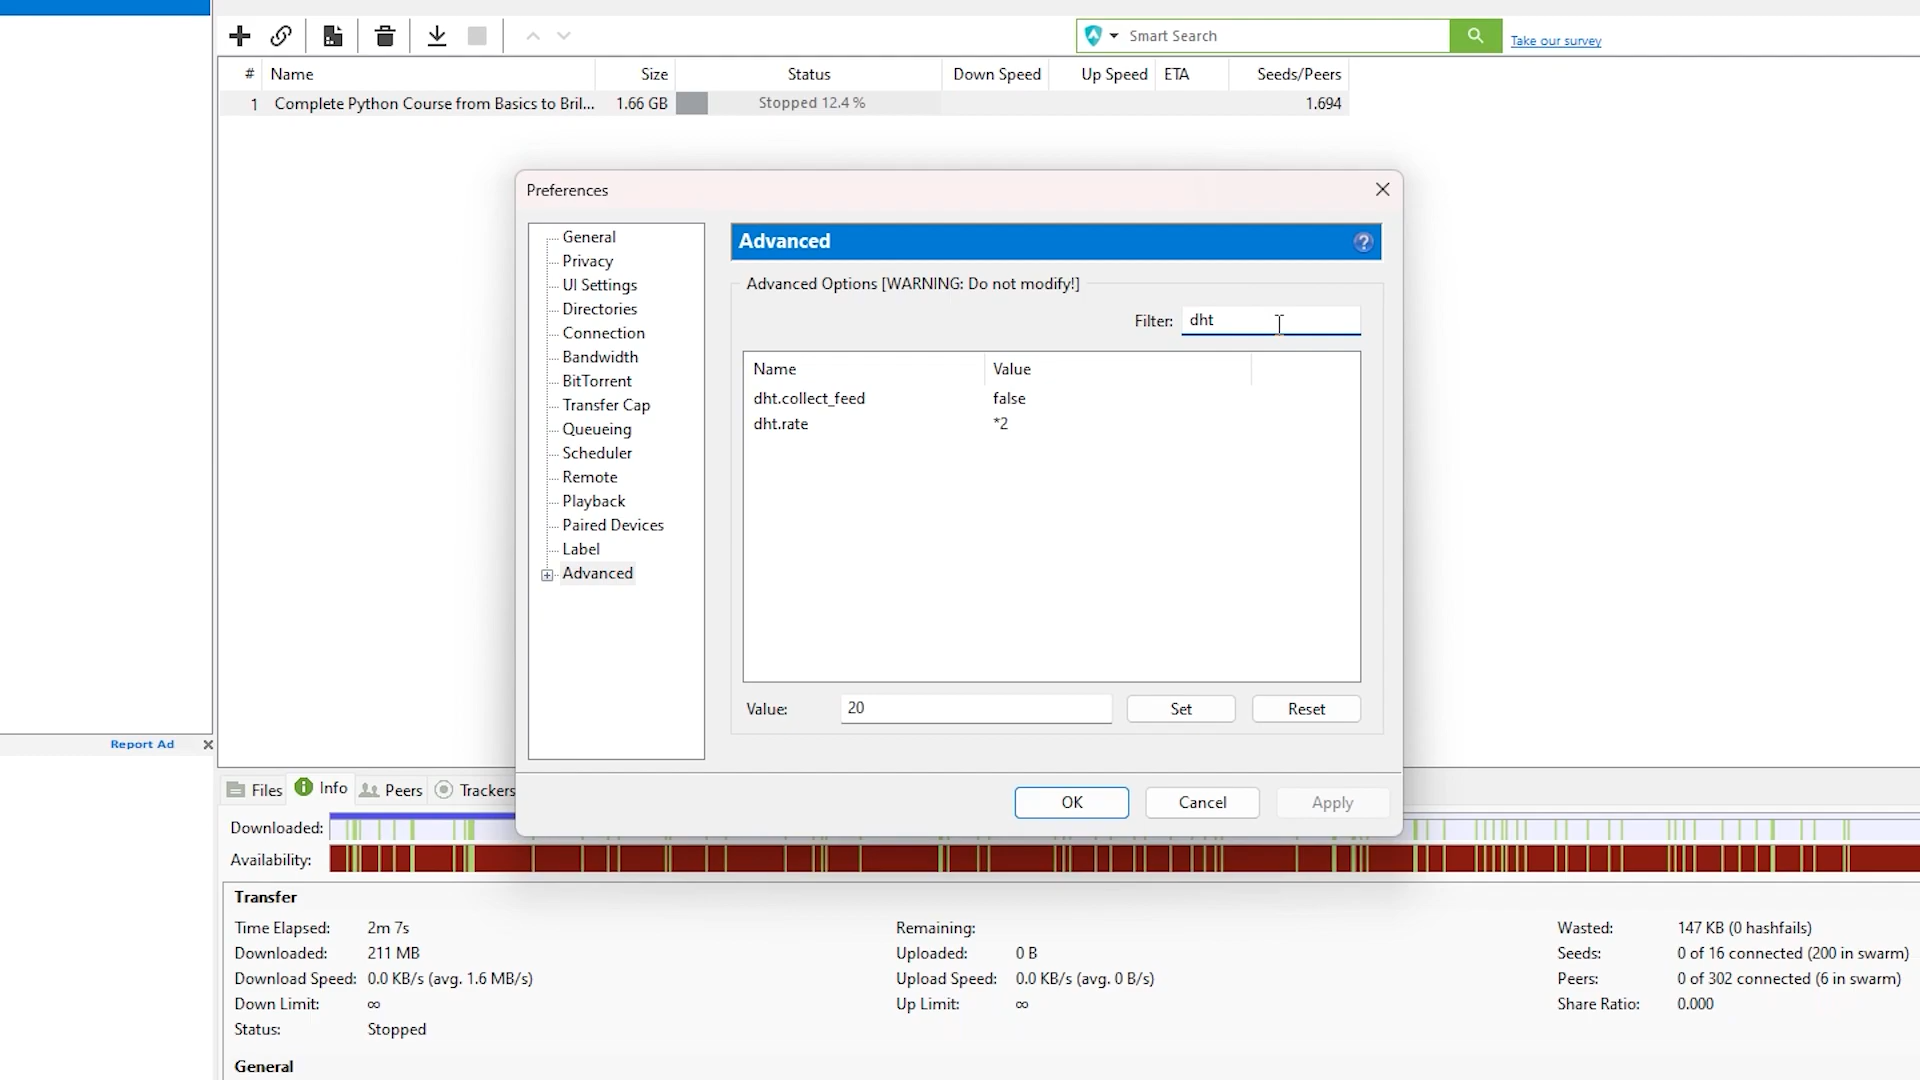 Smart Search
Take our survey
# Name Size Status Down Speed Up Speed ETA Seeds/Peers
1 Complete Python Course from Basics to Bril... 1.66 GB Stopped 12.4 % 1.694
Preferences
General
Privacy
UI Settings
Directories
Connection
Bandwidth
BitTorrent
Transfer Cap
Queueing
Scheduler
Remote
Playback
Paired Devices
Label
Advanced
Advanced
Advanced Options [WARNING: Do not modify!]
Filter: dht
Name Value
dht.collect_feed false
dht.rate *2
Value: 20 Set Reset
OK Cancel Apply
Report Ad
Files Info Peers Trackers
Downloaded:
Availability:
Transfer
Time Elapsed: 2m 7s Remaining: Wasted: 147 KB (0 hashfails)
Downloaded: 211 MB Uploaded: 0 B Seeds: 0 of 16 connected (200 in swarm)
Download Speed: 0.0 KB/s (avg. 1.6 MB/s) Upload Speed: 0.0 KB/s (avg. 0 B/s) Peers: 0 of 302 connected (6 in swarm)
Down Limit: ∞ Up Limit: ∞ Share Ratio: 0.000
Status: Stopped
General